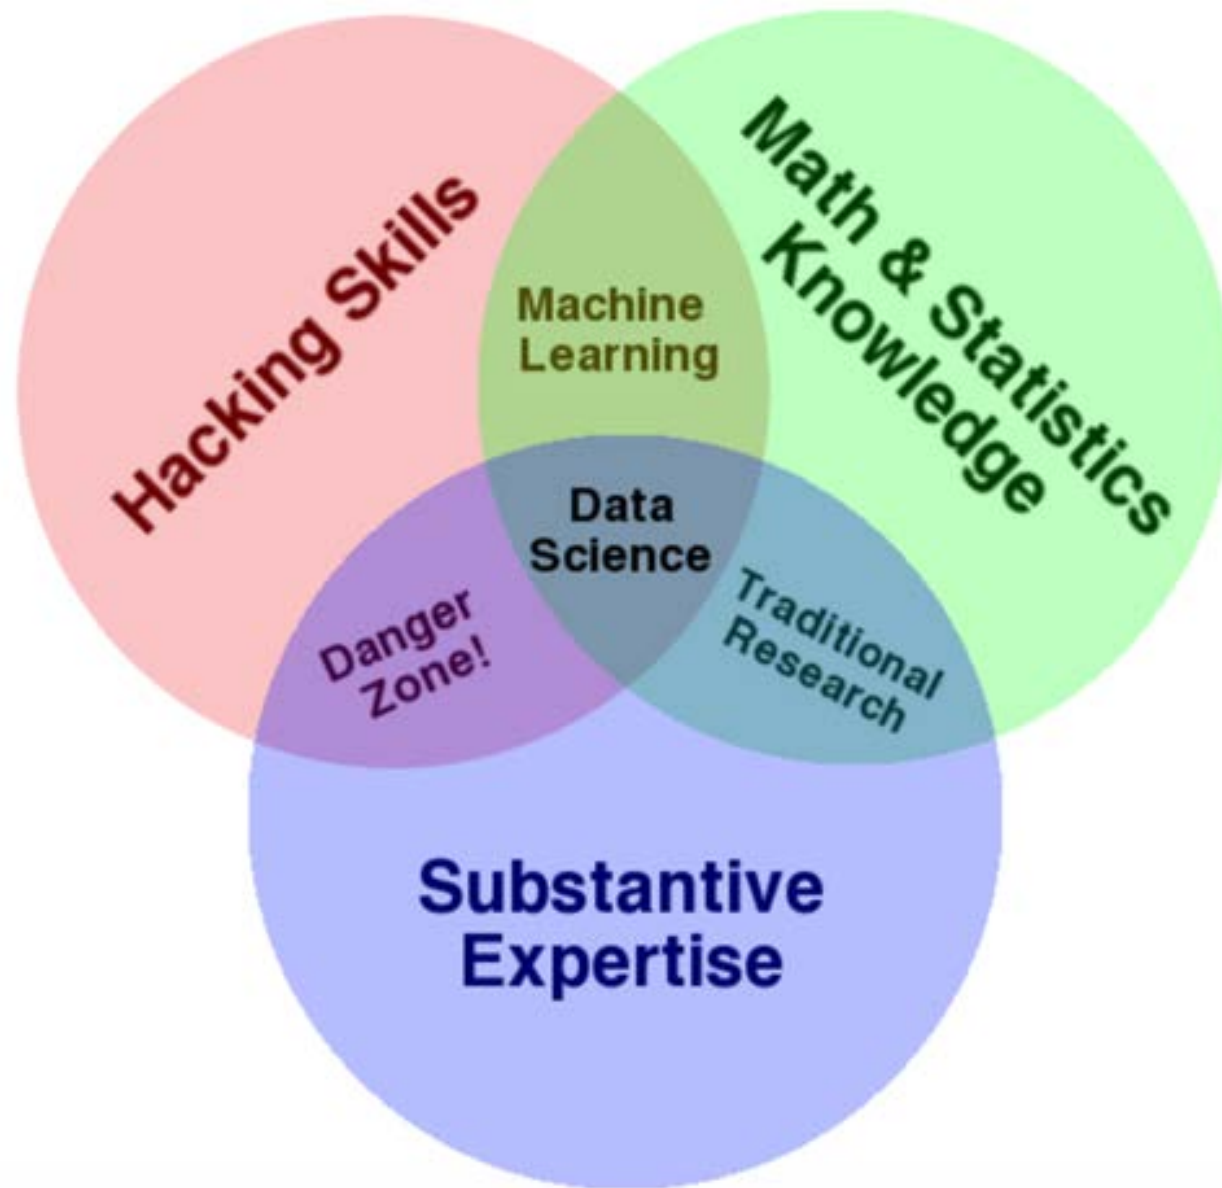 Hacking Skills
Math & Statistics
Knowledge
Machine
Learning
Data
Science
Danger
Zone!
Traditional
Research
Substantive
Expertise